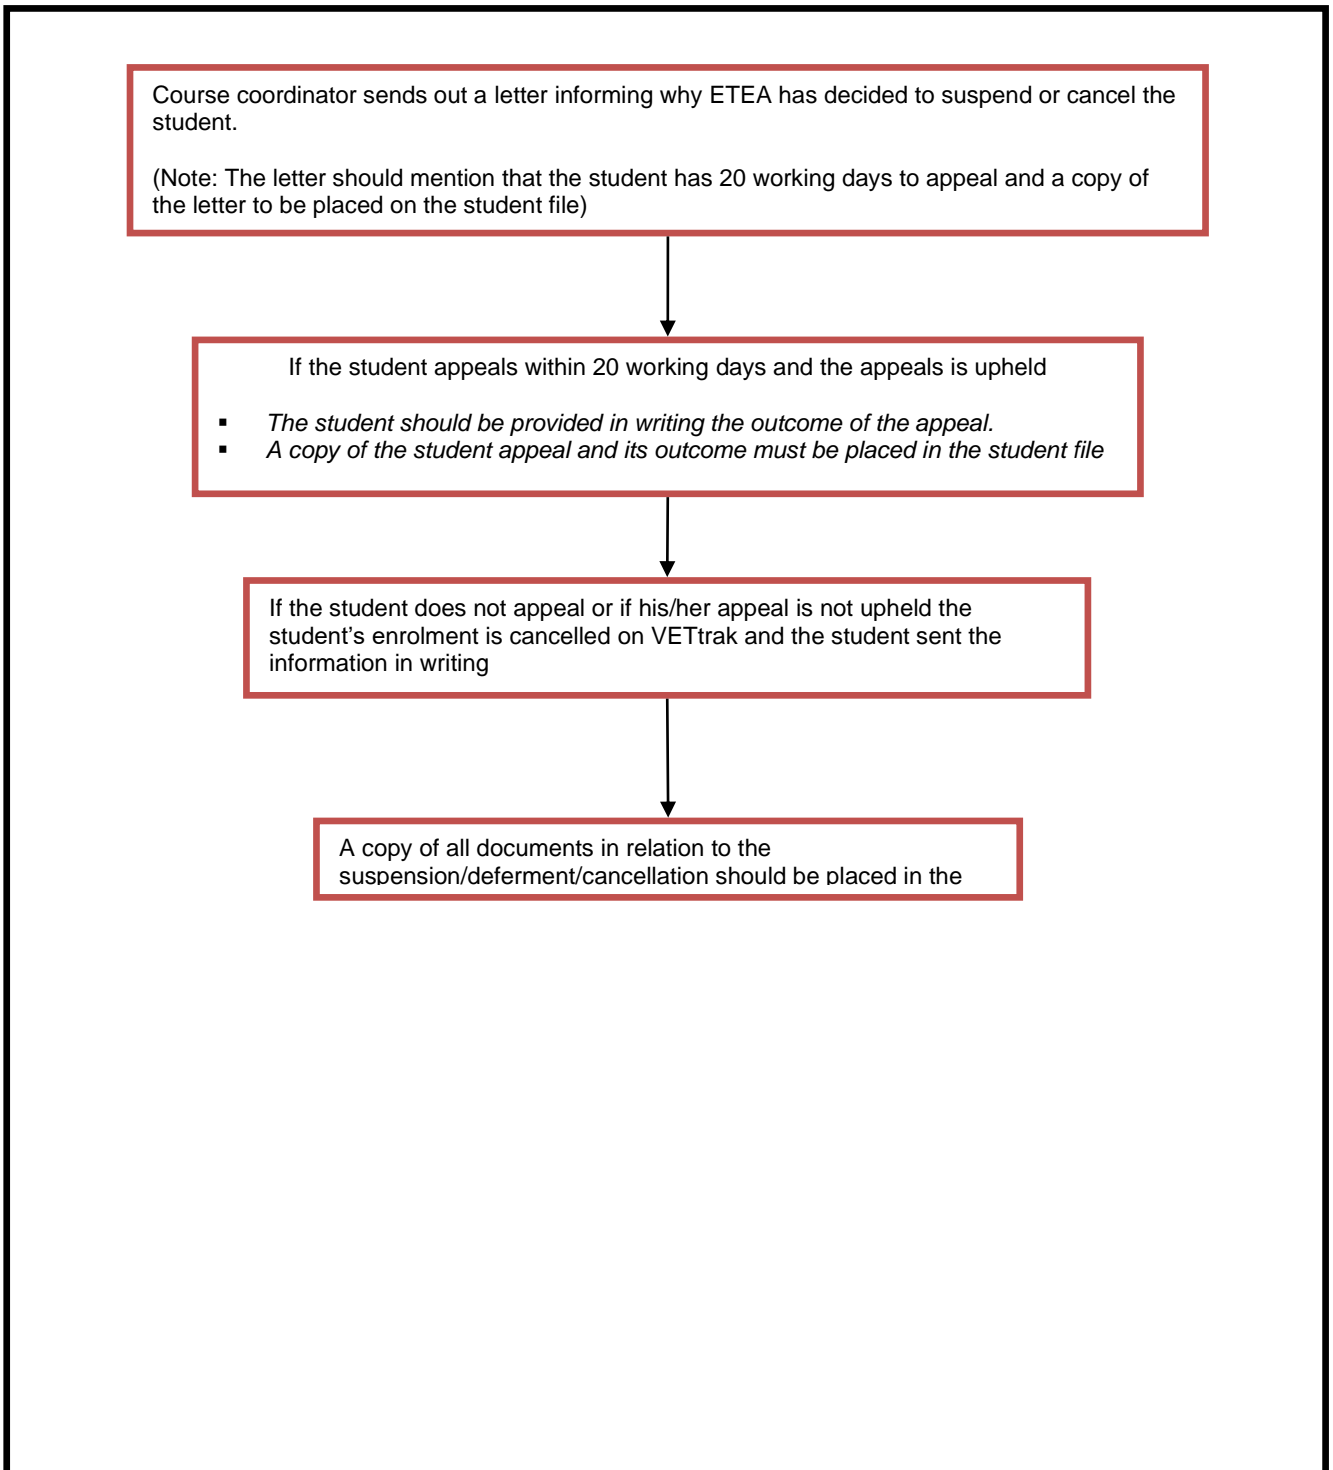 Course coordinator sends out a letter informing why ETEA has decided to suspend or cancel the
student.
(Note: The letter should mention that the student has 20 working days to appeal and a copy of
the letter to be placed on the student file)
If the student appeals within 20 working days and the appeals is upheld
▪ The student should be provided in writing the outcome of the appeal.
▪ A copy of the student appeal and its outcome must be placed in the student file
If the student does not appeal or if his/her appeal is not upheld the
student’s enrolment is cancelled on VETtrak and the student sent the
information in writing
A copy of all documents in relation to the
suspension/deferment/cancellation should be placed in the